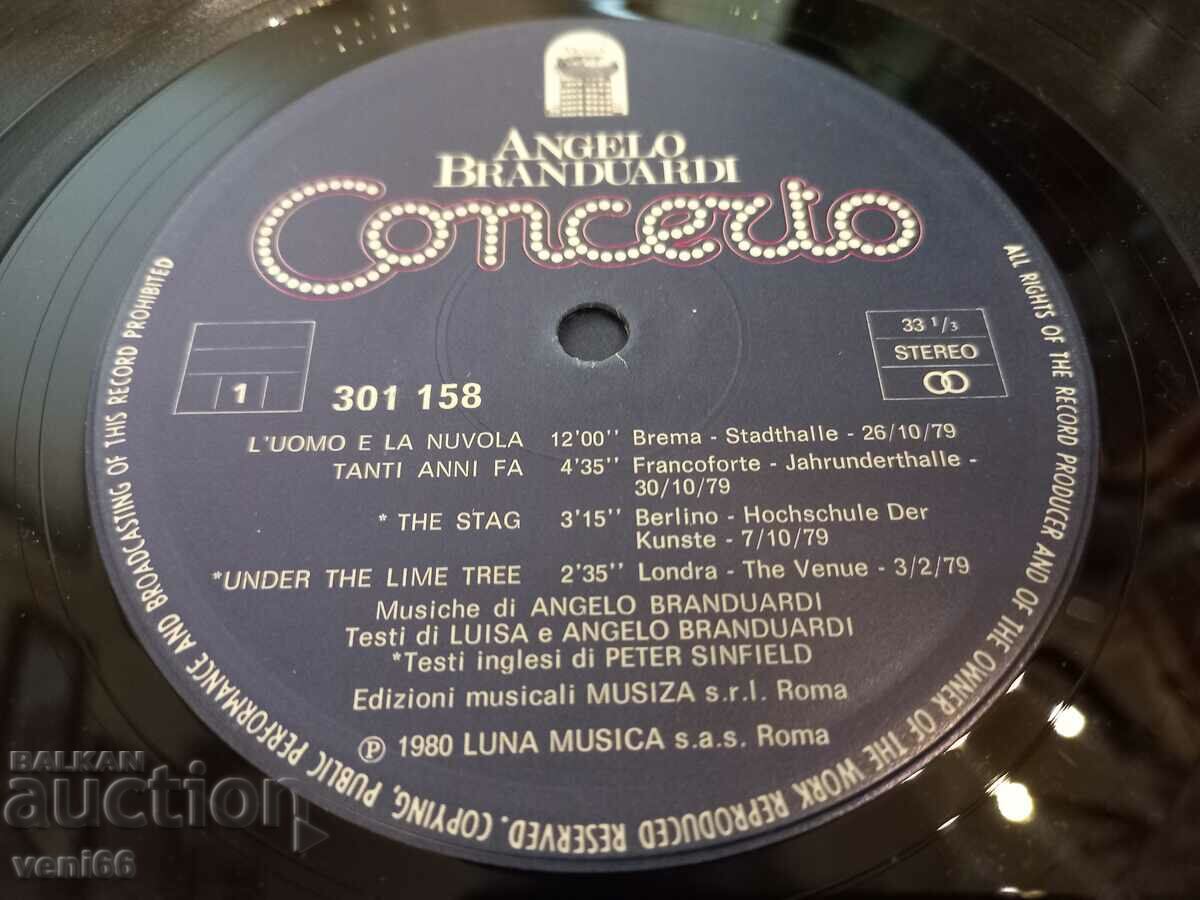 ANGELO
BRANDUARDI
Concerto
1
301 158
33 1/3
STEREO
L'UOMO E LA NUVOLA 12'00'' Brema - Stadthalle - 26/10/79
TANTI ANNI FA 4'35'' Francoforte - Jahrunderthalle -
30/10/79
* THE STAG 3'15'' Berlino - Hochschule Der
Kunste - 7/10/79
*UNDER THE LIME TREE 2'35'' Londra - The Venue - 3/2/79
Musiche di ANGELO BRANDUARDI
Testi di LUISA e ANGELO BRANDUARDI
*Testi inglesi di PETER SINFIELD
Edizioni musicali MUSIZA s.r.l. Roma
Ⓟ 1980 LUNA MUSICA s.a.s. Roma
ALL RIGHTS OF THE RECORD PRODUCER AND OF THE OWNER OF THE WORK REPRODUCED RESERVED. COPYING, PUBLIC PERFORMANCE AND BROADCASTING OF THIS RECORD PROHIBITED
BALKAN
auction
veni66